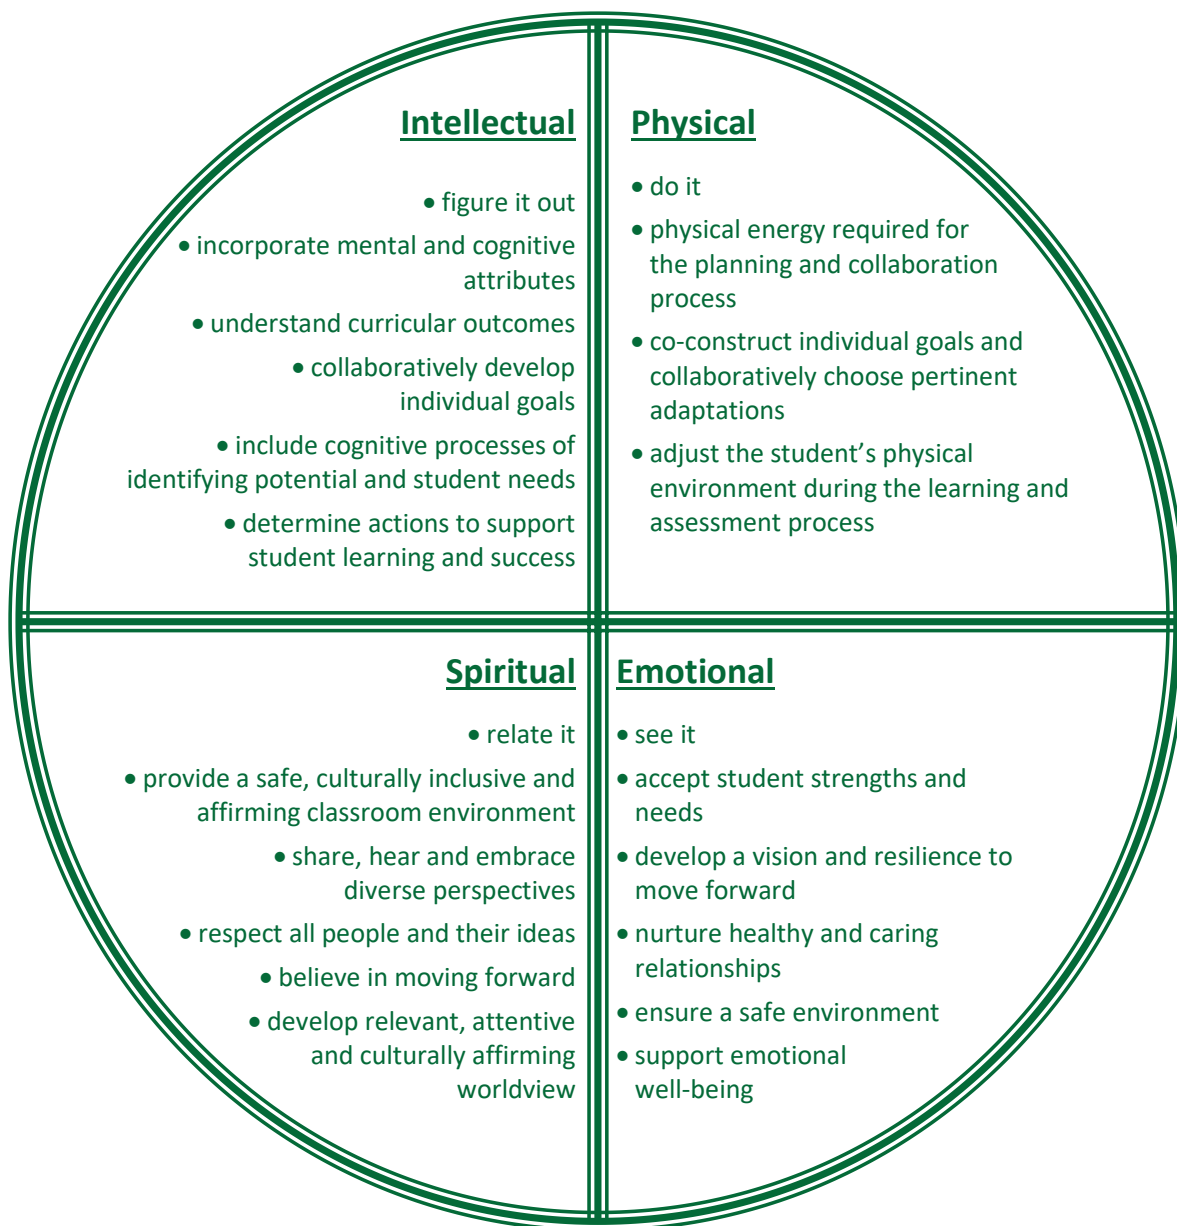 Intellectual
• figure it out
• incorporate mental and cognitive
attributes
• understand curricular outcomes
• collaboratively develop
individual goals
• include cognitive processes of
identifying potential and student needs
• determine actions to support
student learning and success
Physical
• do it
• physical energy required for
the planning and collaboration
process
• co-construct individual goals and
collaboratively choose pertinent
adaptations
• adjust the student’s physical
environment during the learning and
assessment process
Spiritual
• relate it
• provide a safe, culturally inclusive and
affirming classroom environment
• share, hear and embrace
diverse perspectives
• respect all people and their ideas
• believe in moving forward
• develop relevant, attentive
and culturally affirming
worldview
Emotional
• see it
• accept student strengths and
needs
• develop a vision and resilience to
move forward
• nurture healthy and caring
relationships
• ensure a safe environment
• support emotional
well-being